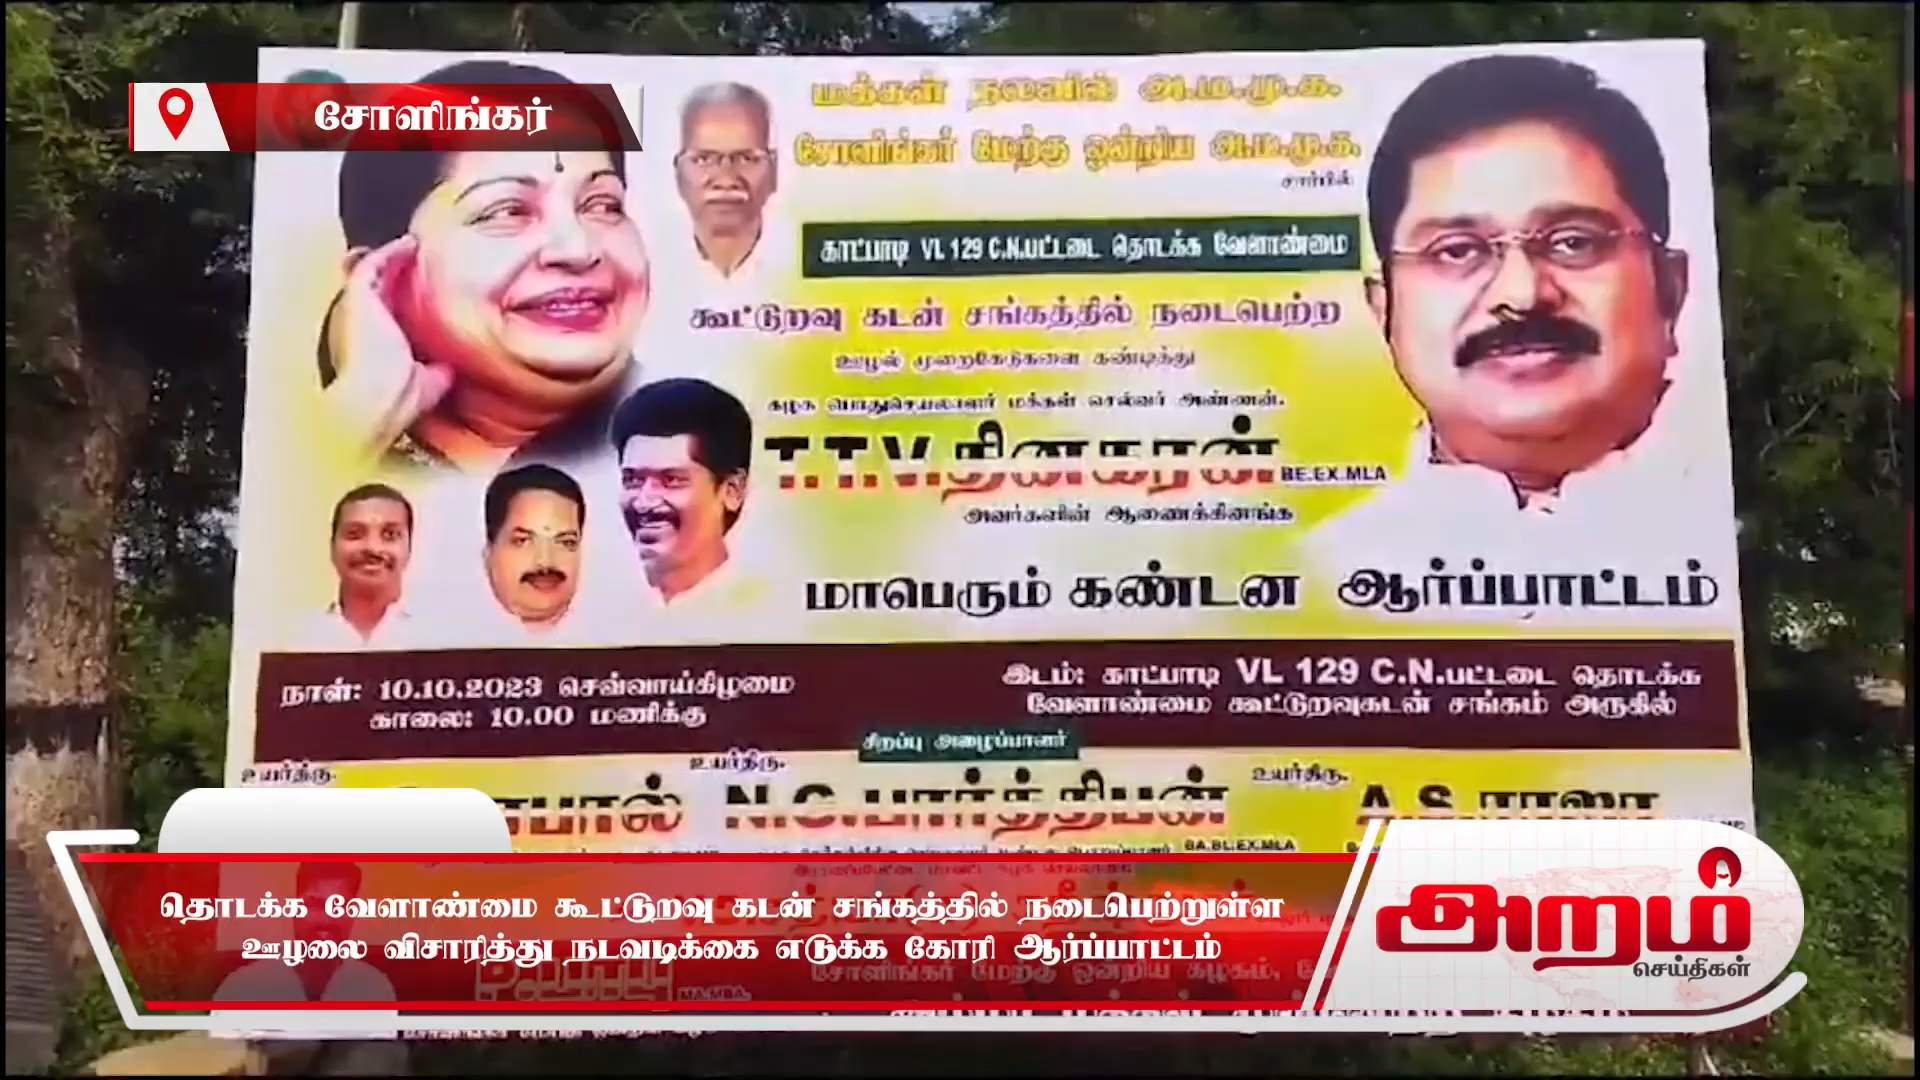 சோளிங்கர்
மக்கள் நலனில் அ.ம.மு.க.
சோளிங்கர் மேற்கு ஒன்றிய அ.ம.மு.க.
சார்பில்
காட்பாடி VL 129 C.N.பட்டடை தொடக்க வேளாண்மை
கூட்டுறவு கடன் சங்கத்தில் நடைபெற்ற
ஊழல் முறைகேடுகளை கண்டித்து
கழக பொதுசெயலாளர் மக்கள் செல்வர் அண்ணன்.
T.T.V.தினகரன் BE.EX.MLA
அவர்களின் ஆணைக்கிணங்க
மாபெரும் கண்டன ஆர்ப்பாட்டம்
நாள்: 10.10.2023 செவ்வாய்கிழமை
காலை: 10.00 மணிக்கு
இடம்: காட்பாடி VL 129 C.N.பட்டடை தொடக்க
வேளாண்மை கூட்டுறவுகடன் சங்கம் அருகில்
சிறப்பு அழைப்பாளர்
உயர்திரு. உயர்திரு. உயர்திரு.
N.G.பார்த்திபன் A.S.ராஜா
BA.BL.EX.MLA
தொடக்க வேளாண்மை கூட்டுறவு கடன் சங்கத்தில் நடைபெற்றுள்ள
ஊழலை விசாரித்து நடவடிக்கை எடுக்க கோரி ஆர்ப்பாட்டம்
அறம்
செய்திகள்
சோளிங்கர் மேற்கு ஒன்றிய கழகம்,